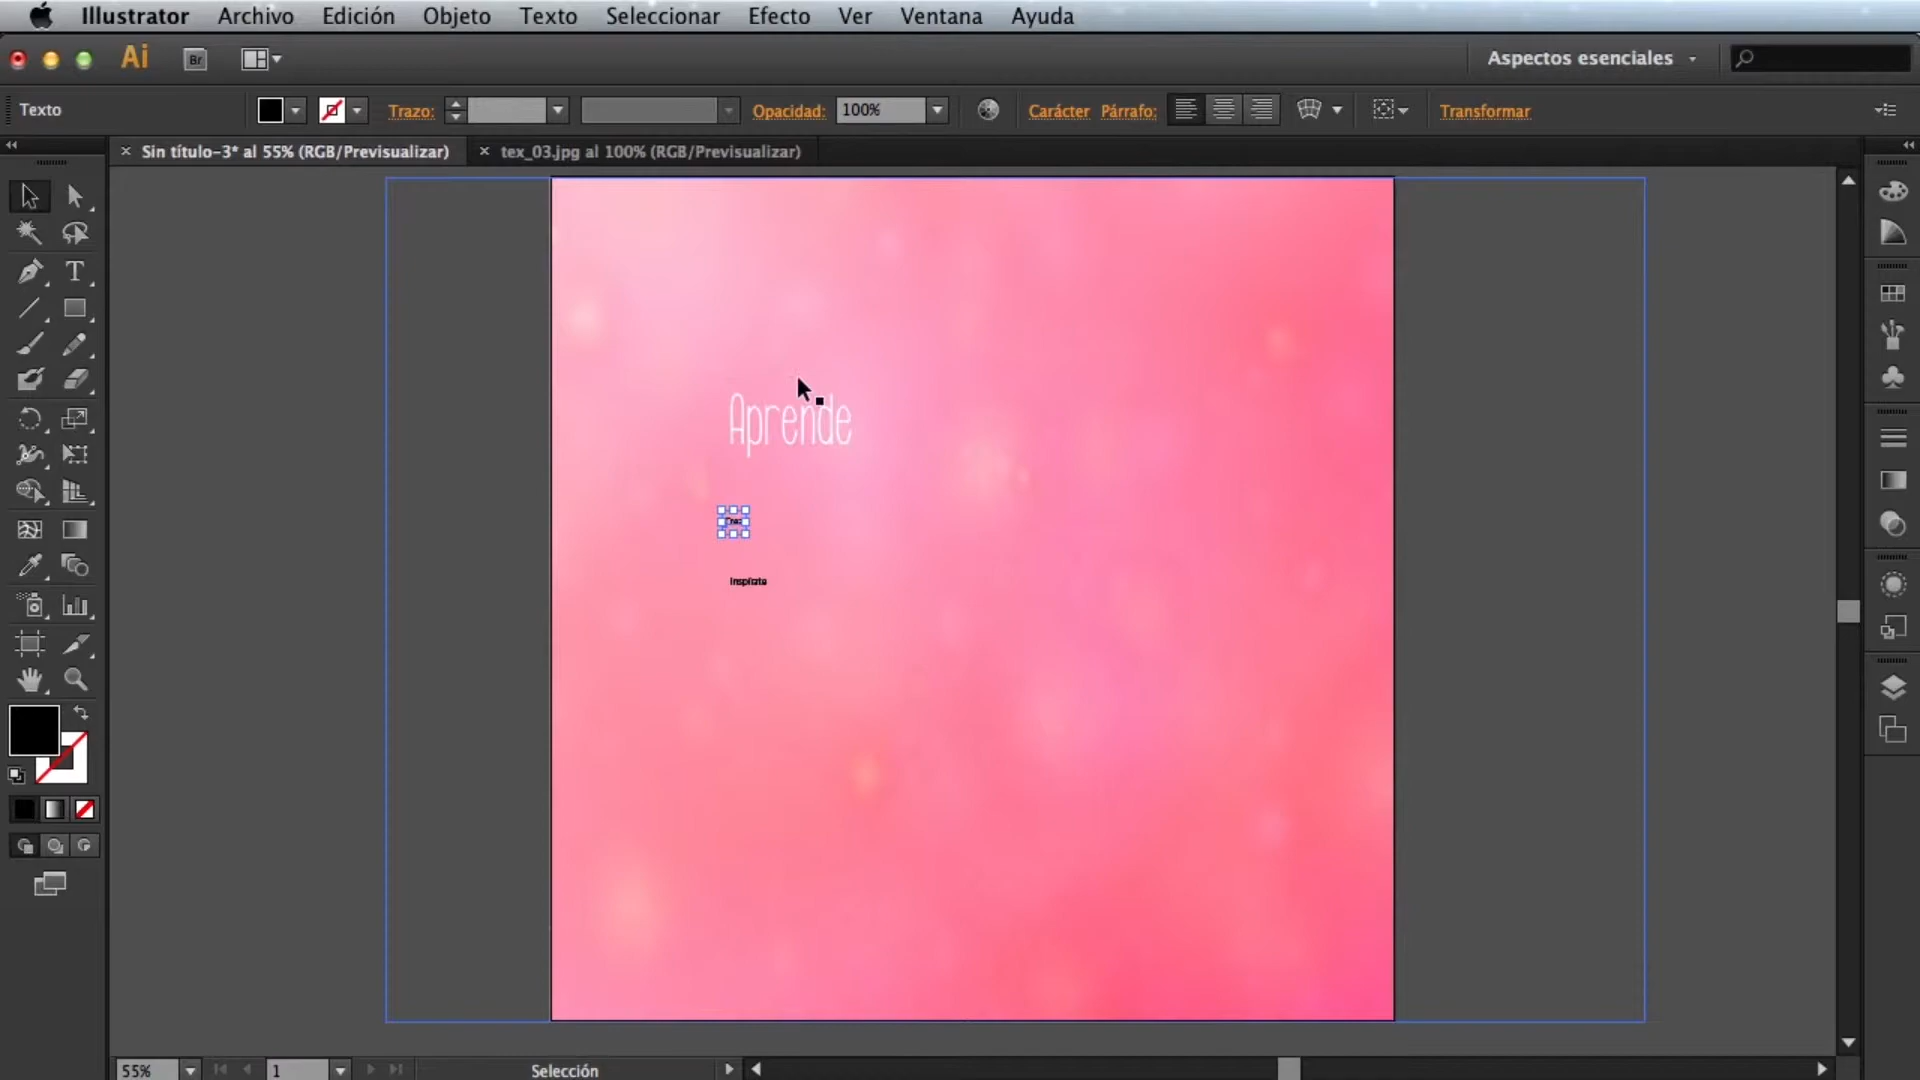 Illustrator Archivo Edición Objeto Texto Seleccionar Efecto Ver Ventana Ayuda
Ai Br Aspectos esenciales
Texto Trazo: Opacidad: 100% Carácter Párrafo: Transformar
Sin título-3* al 55% (RGB/Previsualizar) tex_03.jpg al 100% (RGB/Previsualizar)
Aprende
Inspírate
55% 1 Selección